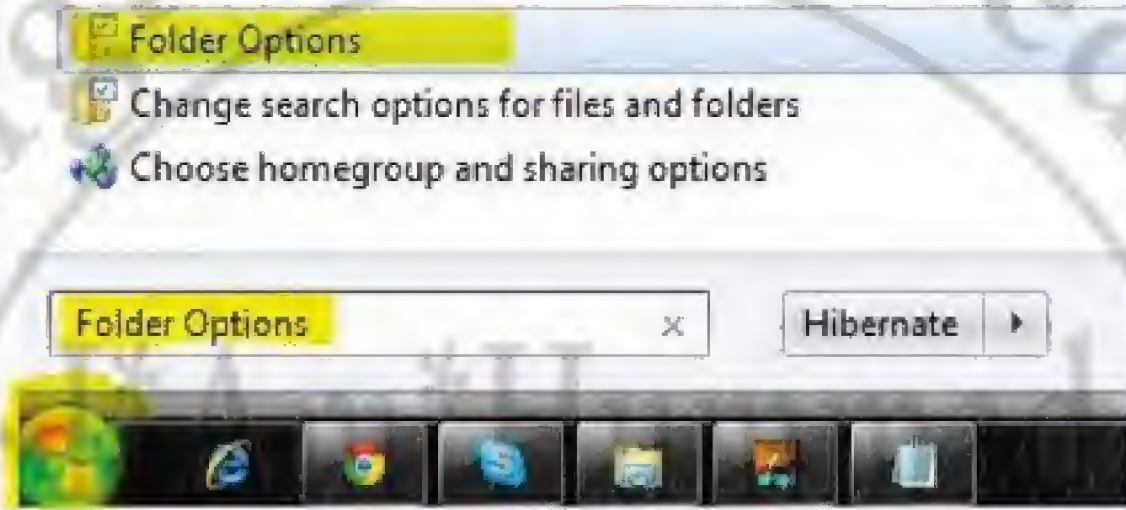 Folder Options
Change search options for files and folders
Choose homegroup and sharing options
Folder Options
Hibernate